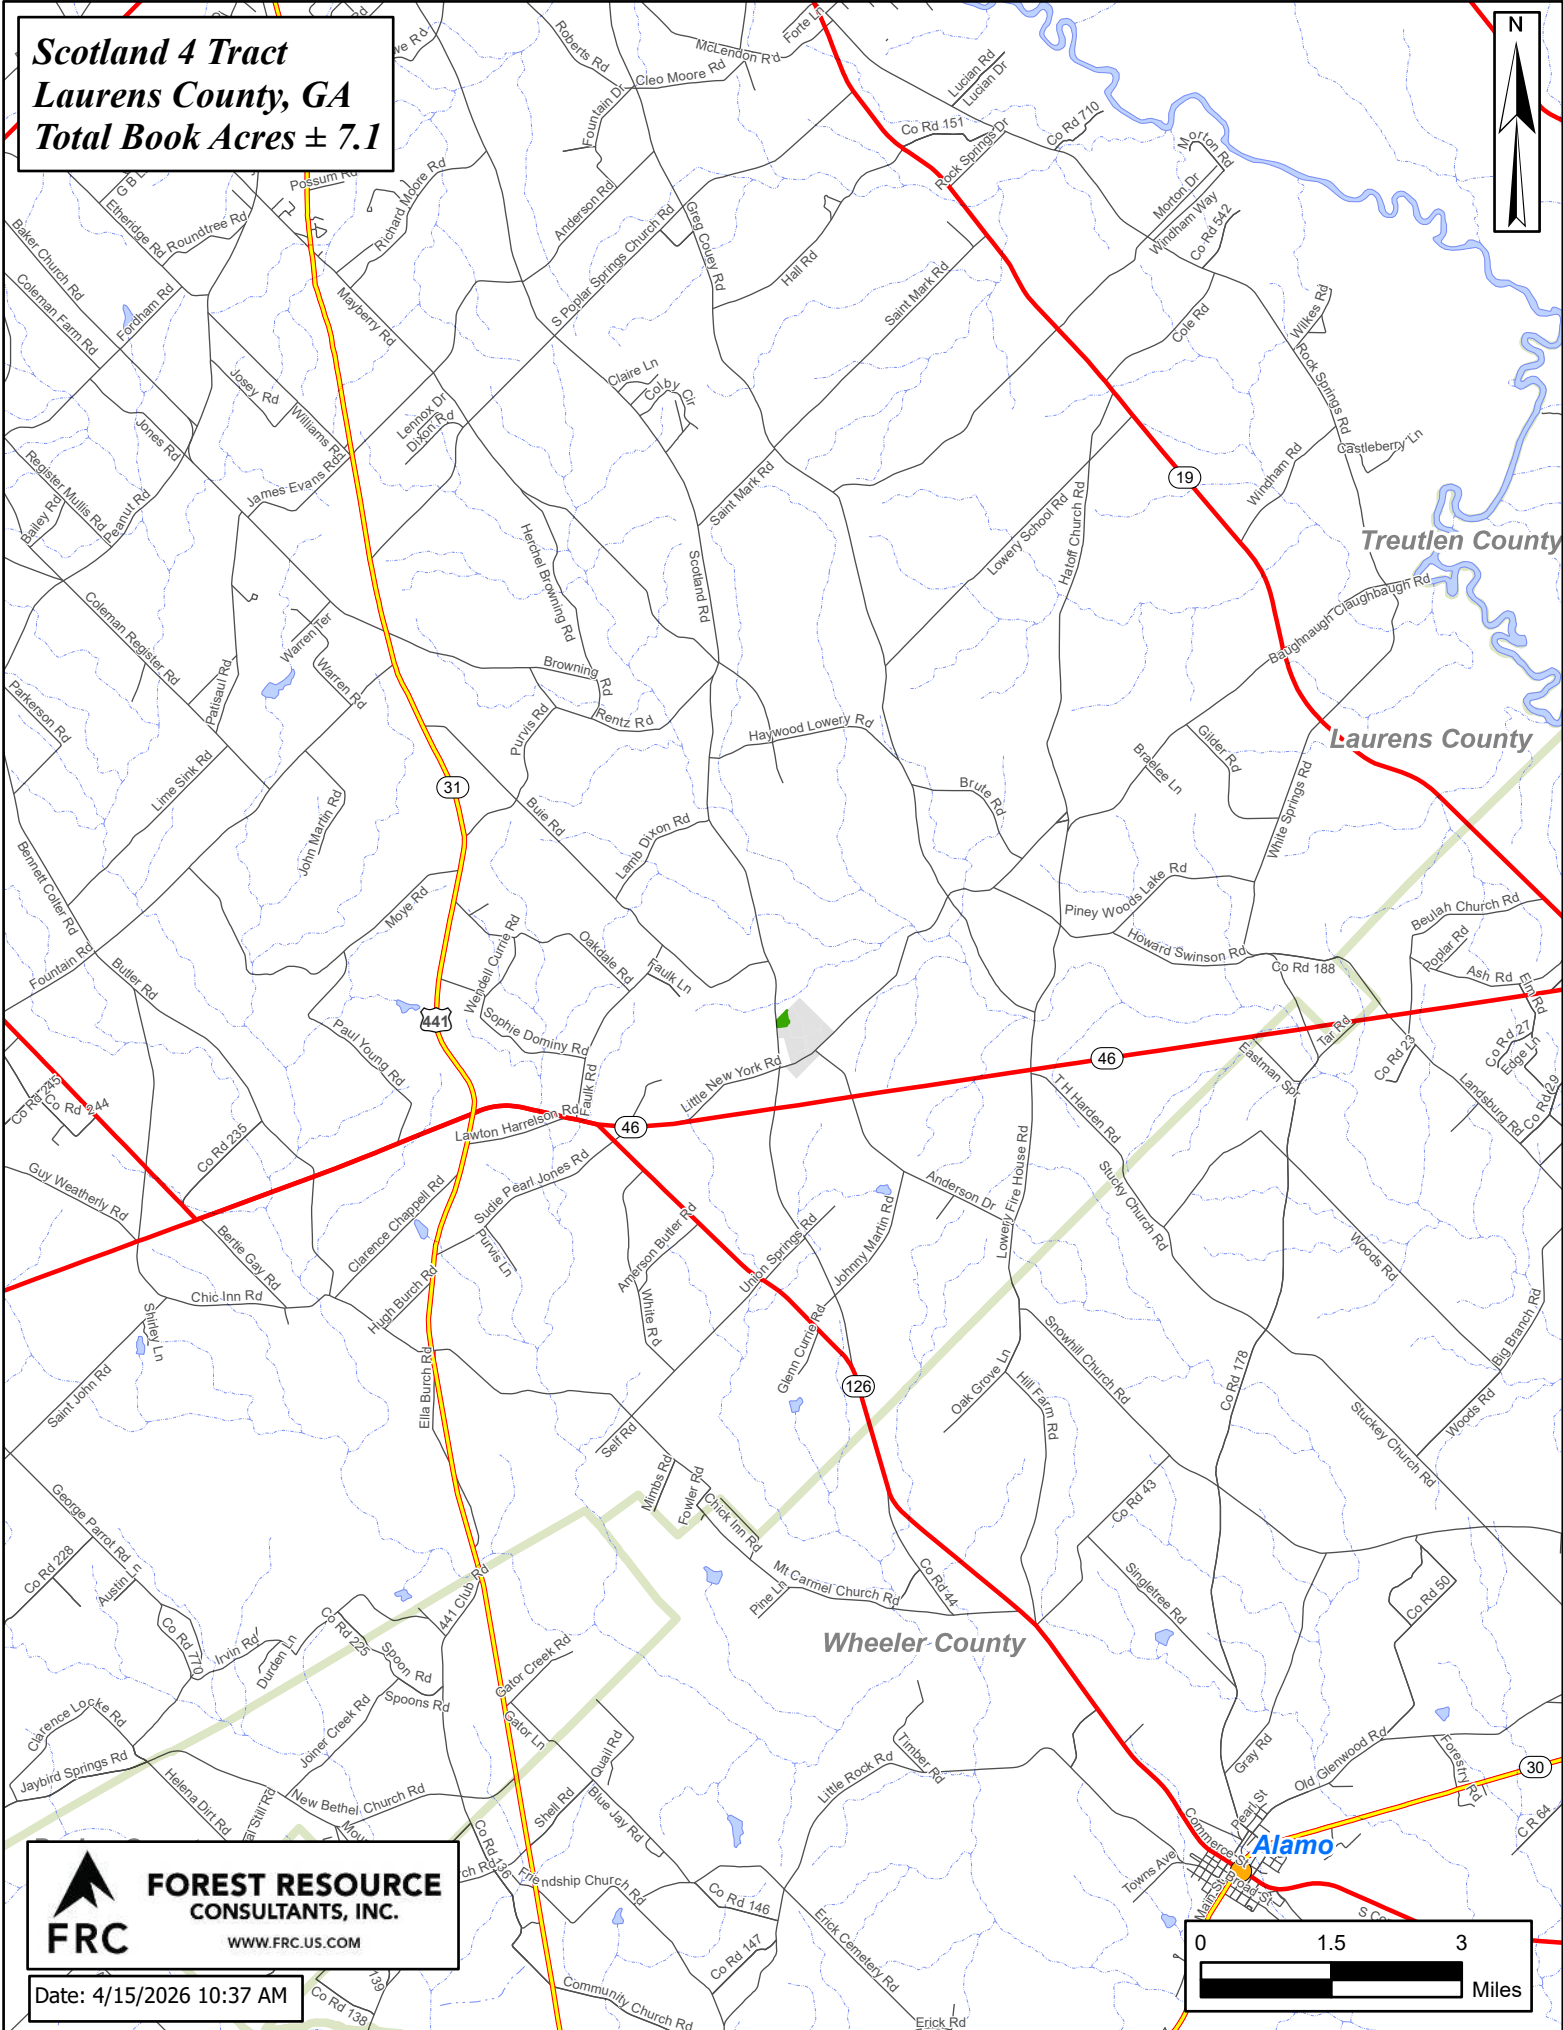 Scotland 4 Tract
Laurens County, GA
Total Book Acres ± 7.1
N
Roberts Rd
Forte Ln
McLendon Rd
Cleo Moore Rd
Fountain Dr
Lucian Rd
Lucian Dr
Co Rd 151
Co Rd 710
Rock Springs Dr
Morton Rd
Morton Dr
Windham Way
Co Rd 542
Possum Rd
Richard Moore Rd
Etheridge Rd
Roundtree Rd
Anderson Rd
S Poplar Springs Church Rd
Greg Couey Rd
Hall Rd
Saint Mark Rd
Baker Church Rd
Coleman Farm Rd
Fordham Rd
Mayberry Rd
Cole Rd
Wilkes Rd
Rock Springs Rd
Claire Ln
Colby Cir
Josey Rd
Williams Rd
Lennox Dr
Dixon Rd
Jones Rd
Castleberry Ln
Windham Rd
19
Register Mullis Rd
Bailey Rd
Peanut Rd
James Evans Rd
Saint Mark Rd
Herchel Browning Rd
Scotland Rd
Lowery School Rd
Hatoff Church Rd
Treutlen County
Baughnaugh Claughbaugh Rd
Coleman Register Rd
Warren Ter
Warren Rd
Patisaul Rd
Parkerson Rd
Browning Rd
Rentz Rd
Purvis Rd
Haywood Lowery Rd
Laurens County
Gilder Rd
Braelee Ln
Brute Rd
White Springs Rd
Lime Sink Rd
31
John Martin Rd
Buie Rd
Lamb Dixon Rd
Bennett Colter Rd
Moye Rd
Piney Woods Lake Rd
Howard Swinson Rd
Beulah Church Rd
Poplar Rd
Ash Rd
Elm Rd
Co Rd 188
Fountain Rd
Butler Rd
Wendell Currie Rd
Oakdale Rd
Faulk Ln
441
Sophie Dominy Rd
Paul Young Rd
Faulk Rd
Little New York Rd
46
Tar Rd
Eastman Spr
Co Rd 23
Co Rd 27
Edge Ln
Co Rd 29
Landsburg Rd
Co Rd 245
Co Rd 244
Co Rd 235
Lawton Harrelson Rd
46
T H Harden Rd
Guy Weatherly Rd
Clarence Chappell Rd
Sudie Pearl Jones Rd
Purvis Ln
Amerson Butler Rd
Union Springs Rd
Johnny Martin Rd
Anderson Dr
Lowery Fire House Rd
Stucky Church Rd
Woods Rd
Bertie Gay Rd
Chic Inn Rd
Hugh Burch Rd
White Rd
Glenn Currie Rd
Snowhill Church Rd
Big Branch Rd
Shirley Ln
Saint John Rd
Ella Burch Rd
126
Oak Grove Ln
Hill Farm Rd
Co Rd 178
Woods Rd
Stuckey Church Rd
Self Rd
Mimbs Rd
Fowler Rd
Chick Inn Rd
Co Rd 43
George Parrot Rd Ln
Co Rd 228
Austin Ln
Mt Carmel Church Rd
Pine Ln
Co Rd 44
Singletree Rd
Co Rd 50
Co Rd 770
Irvin Rd
Durden Ln
Co Rd 225
441 Club Rd
Spoon Rd
Spoons Rd
Gator Creek Rd
Gator Ln
Wheeler County
Clarence Locke Rd
Jaybird Springs Rd
Joiner Creek Rd
Helena Dirt Rd
New Bethel Church Rd
Shell Rd
Quail Rd
Blue Jay Rd
Little Rock Rd
Timber Rd
Gray Rd
Old Glenwood Rd
Forestry Rd
30
C R 64
Pearl St
Commerce St
Alamo
Broad St
Main St
Towns Ave
Co Rd 136
Friendship Church Rd
Co Rd 146
Co Rd 147
Erick Cemetery Rd
Erick Rd
Community Church Rd
Co Rd 138
139
FRC
FOREST RESOURCE
CONSULTANTS, INC.
WWW.FRC.US.COM
Date: 4/15/2026 10:37 AM
0 1.5 3
Miles